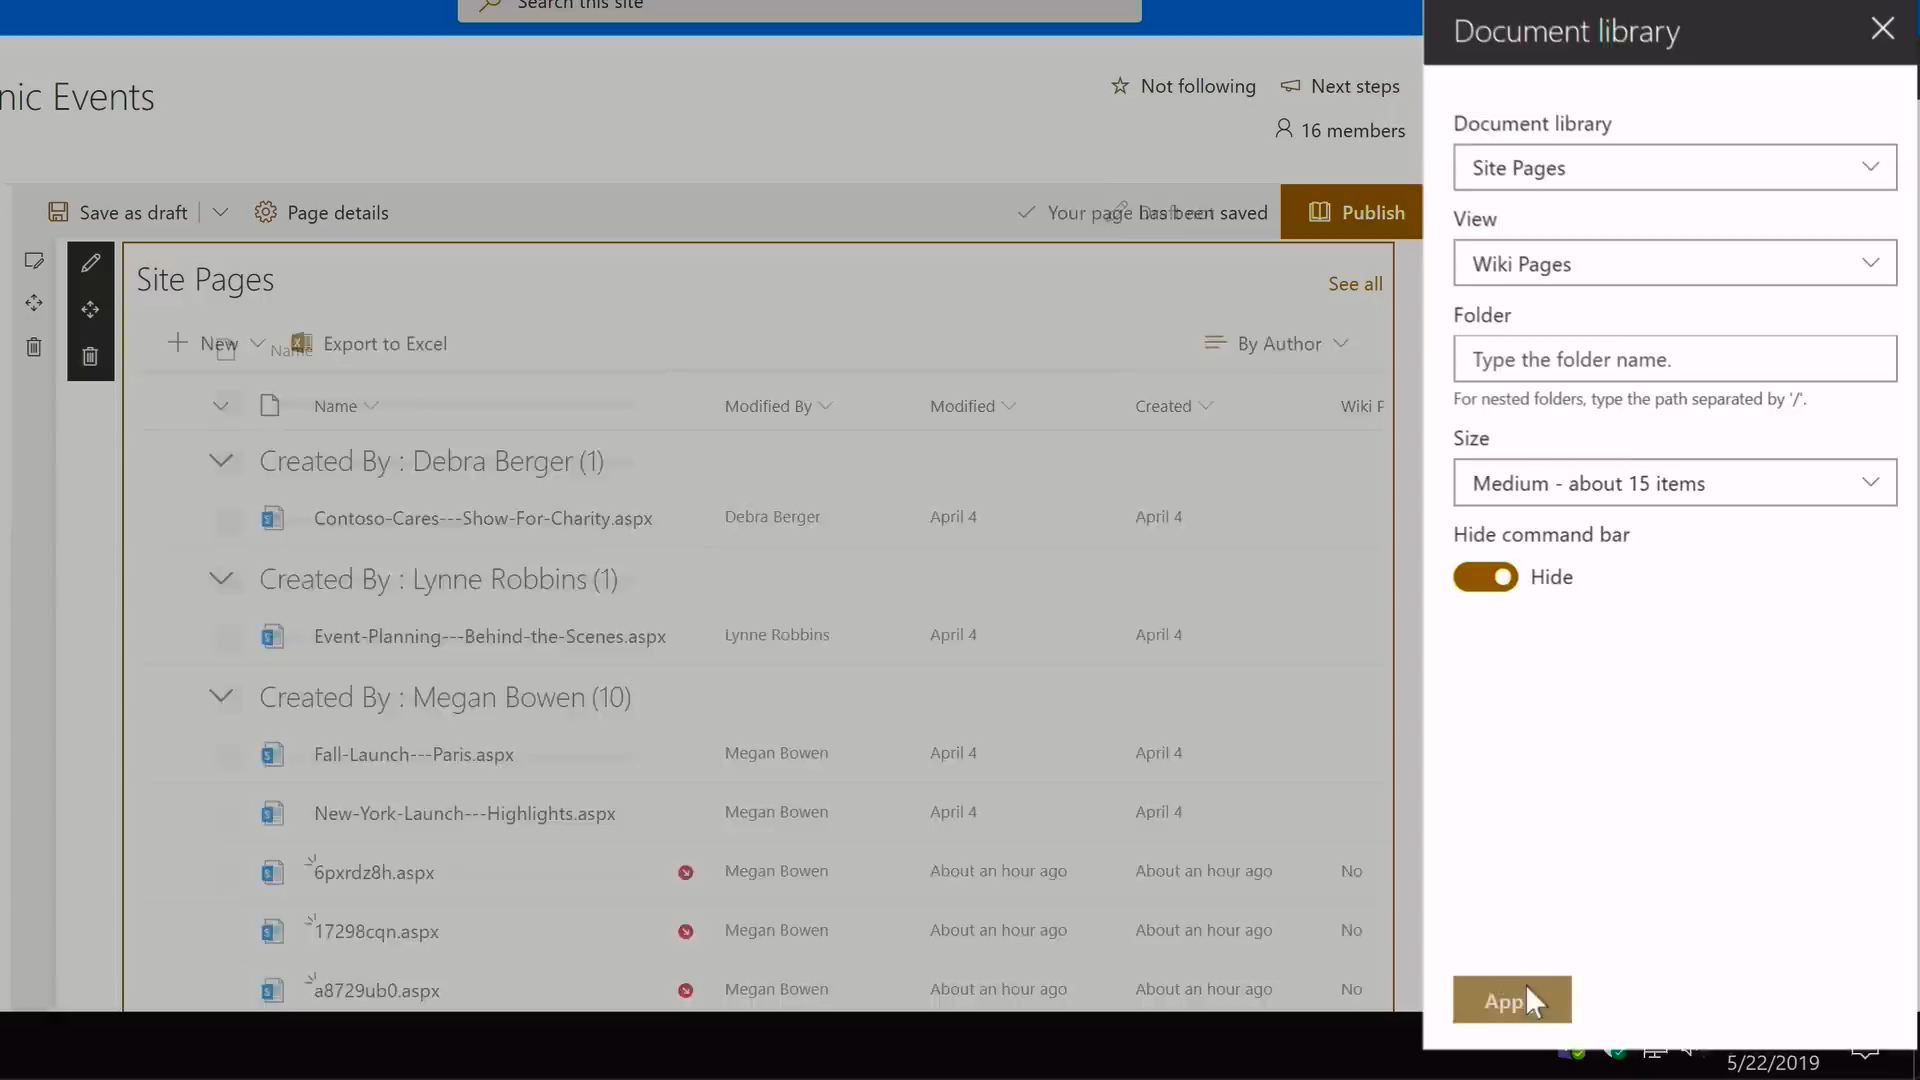 Search this site
Document library
nic Events
Not following
Next steps
16 members
Document library
Site Pages
View
Wiki Pages
Folder
Type the folder name.
For nested folders, type the path separated by '/'.
Size
Medium - about 15 items
Hide command bar
Hide
App
Save as draft
Page details
Your page has been saved
Draft not saved
Publish
Site Pages
See all
New
Name
Export to Excel
By Author
Name
Modified By
Modified
Created
Wiki P
Created By : Debra Berger (1)
Contoso-Cares---Show-For-Charity.aspx
Debra Berger
April 4
April 4
Created By : Lynne Robbins (1)
Event-Planning---Behind-the-Scenes.aspx
Lynne Robbins
April 4
April 4
Created By : Megan Bowen (10)
Fall-Launch---Paris.aspx
Megan Bowen
April 4
April 4
New-York-Launch---Highlights.aspx
Megan Bowen
April 4
April 4
6pxrdz8h.aspx
Megan Bowen
About an hour ago
About an hour ago
No
17298cqn.aspx
Megan Bowen
About an hour ago
About an hour ago
No
a8729ub0.aspx
Megan Bowen
About an hour ago
About an hour ago
No
5/22/2019